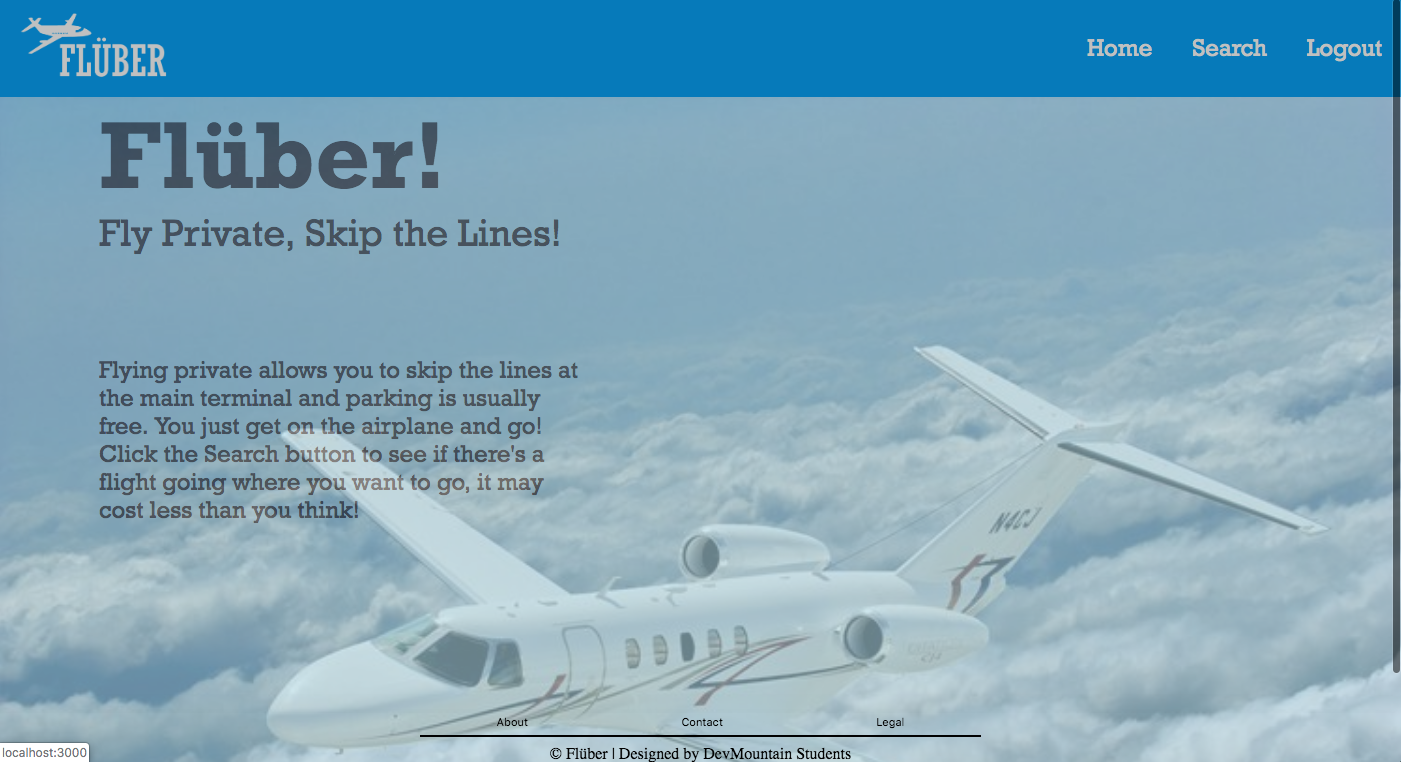 FLÜBER
Home Search Logout
Flüber!
Fly Private, Skip the Lines!
Flying private allows you to skip the lines at
the main terminal and parking is usually
free. You just get on the airplane and go!
Click the Search button to see if there's a
flight going where you want to go, it may
cost less than you think!
N4CJ
About Contact Legal
© Flüber | Designed by DevMountain Students
localhost:3000